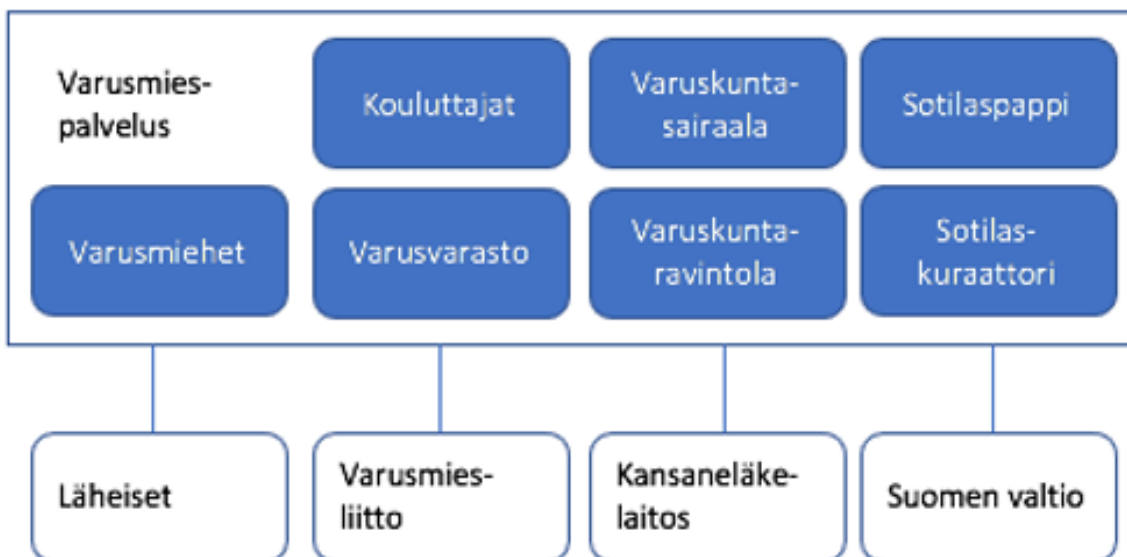 Varusmies-
palvelus
Kouluttajat
Varuskunta-
sairaala
Sotilaspappi
Varusmiehet
Varusvarasto
Varuskunta-
ravintola
Sotilas-
kuraattori
Läheiset
Varusmies-
liitto
Kansaneläke-
laitos
Suomen valtio